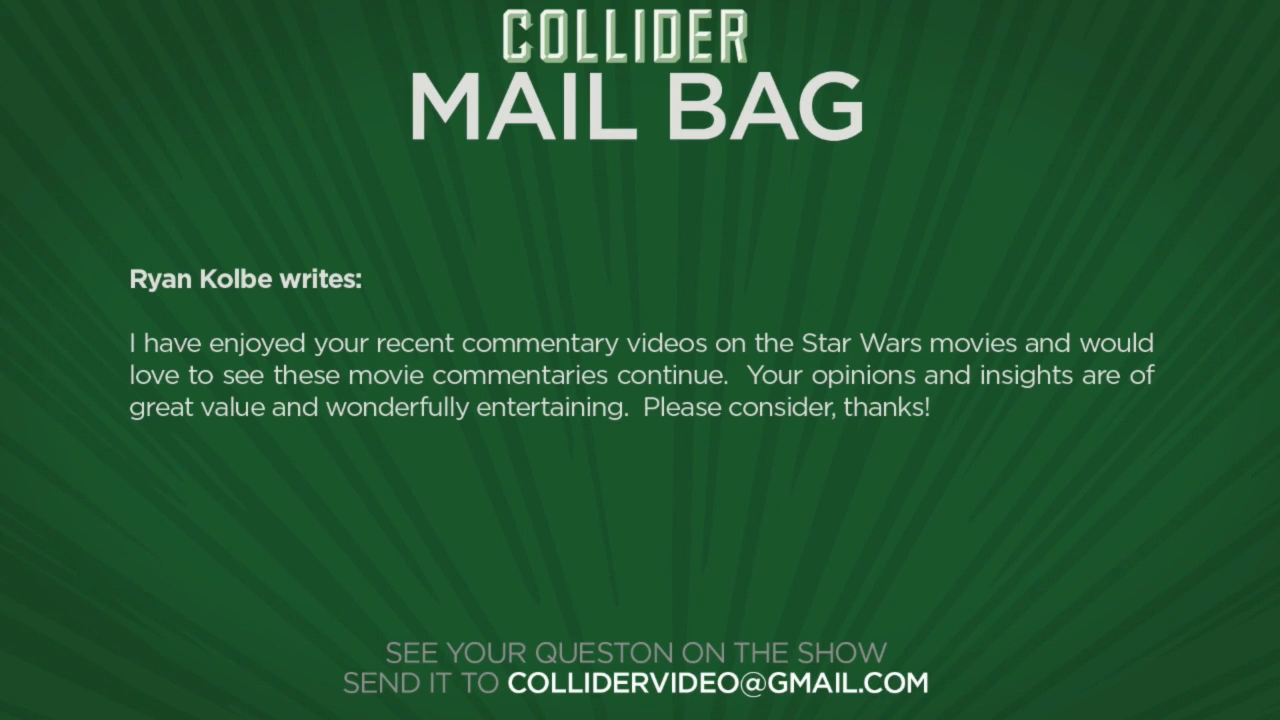 COLLIDER
MAIL BAG
Ryan Kolbe writes:
I have enjoyed your recent commentary videos on the Star Wars movies and would
love to see these movie commentaries continue.  Your opinions and insights are of
great value and wonderfully entertaining.  Please consider, thanks!
SEE YOUR QUESTON ON THE SHOW
SEND IT TO COLLIDERVIDEO@GMAIL.COM